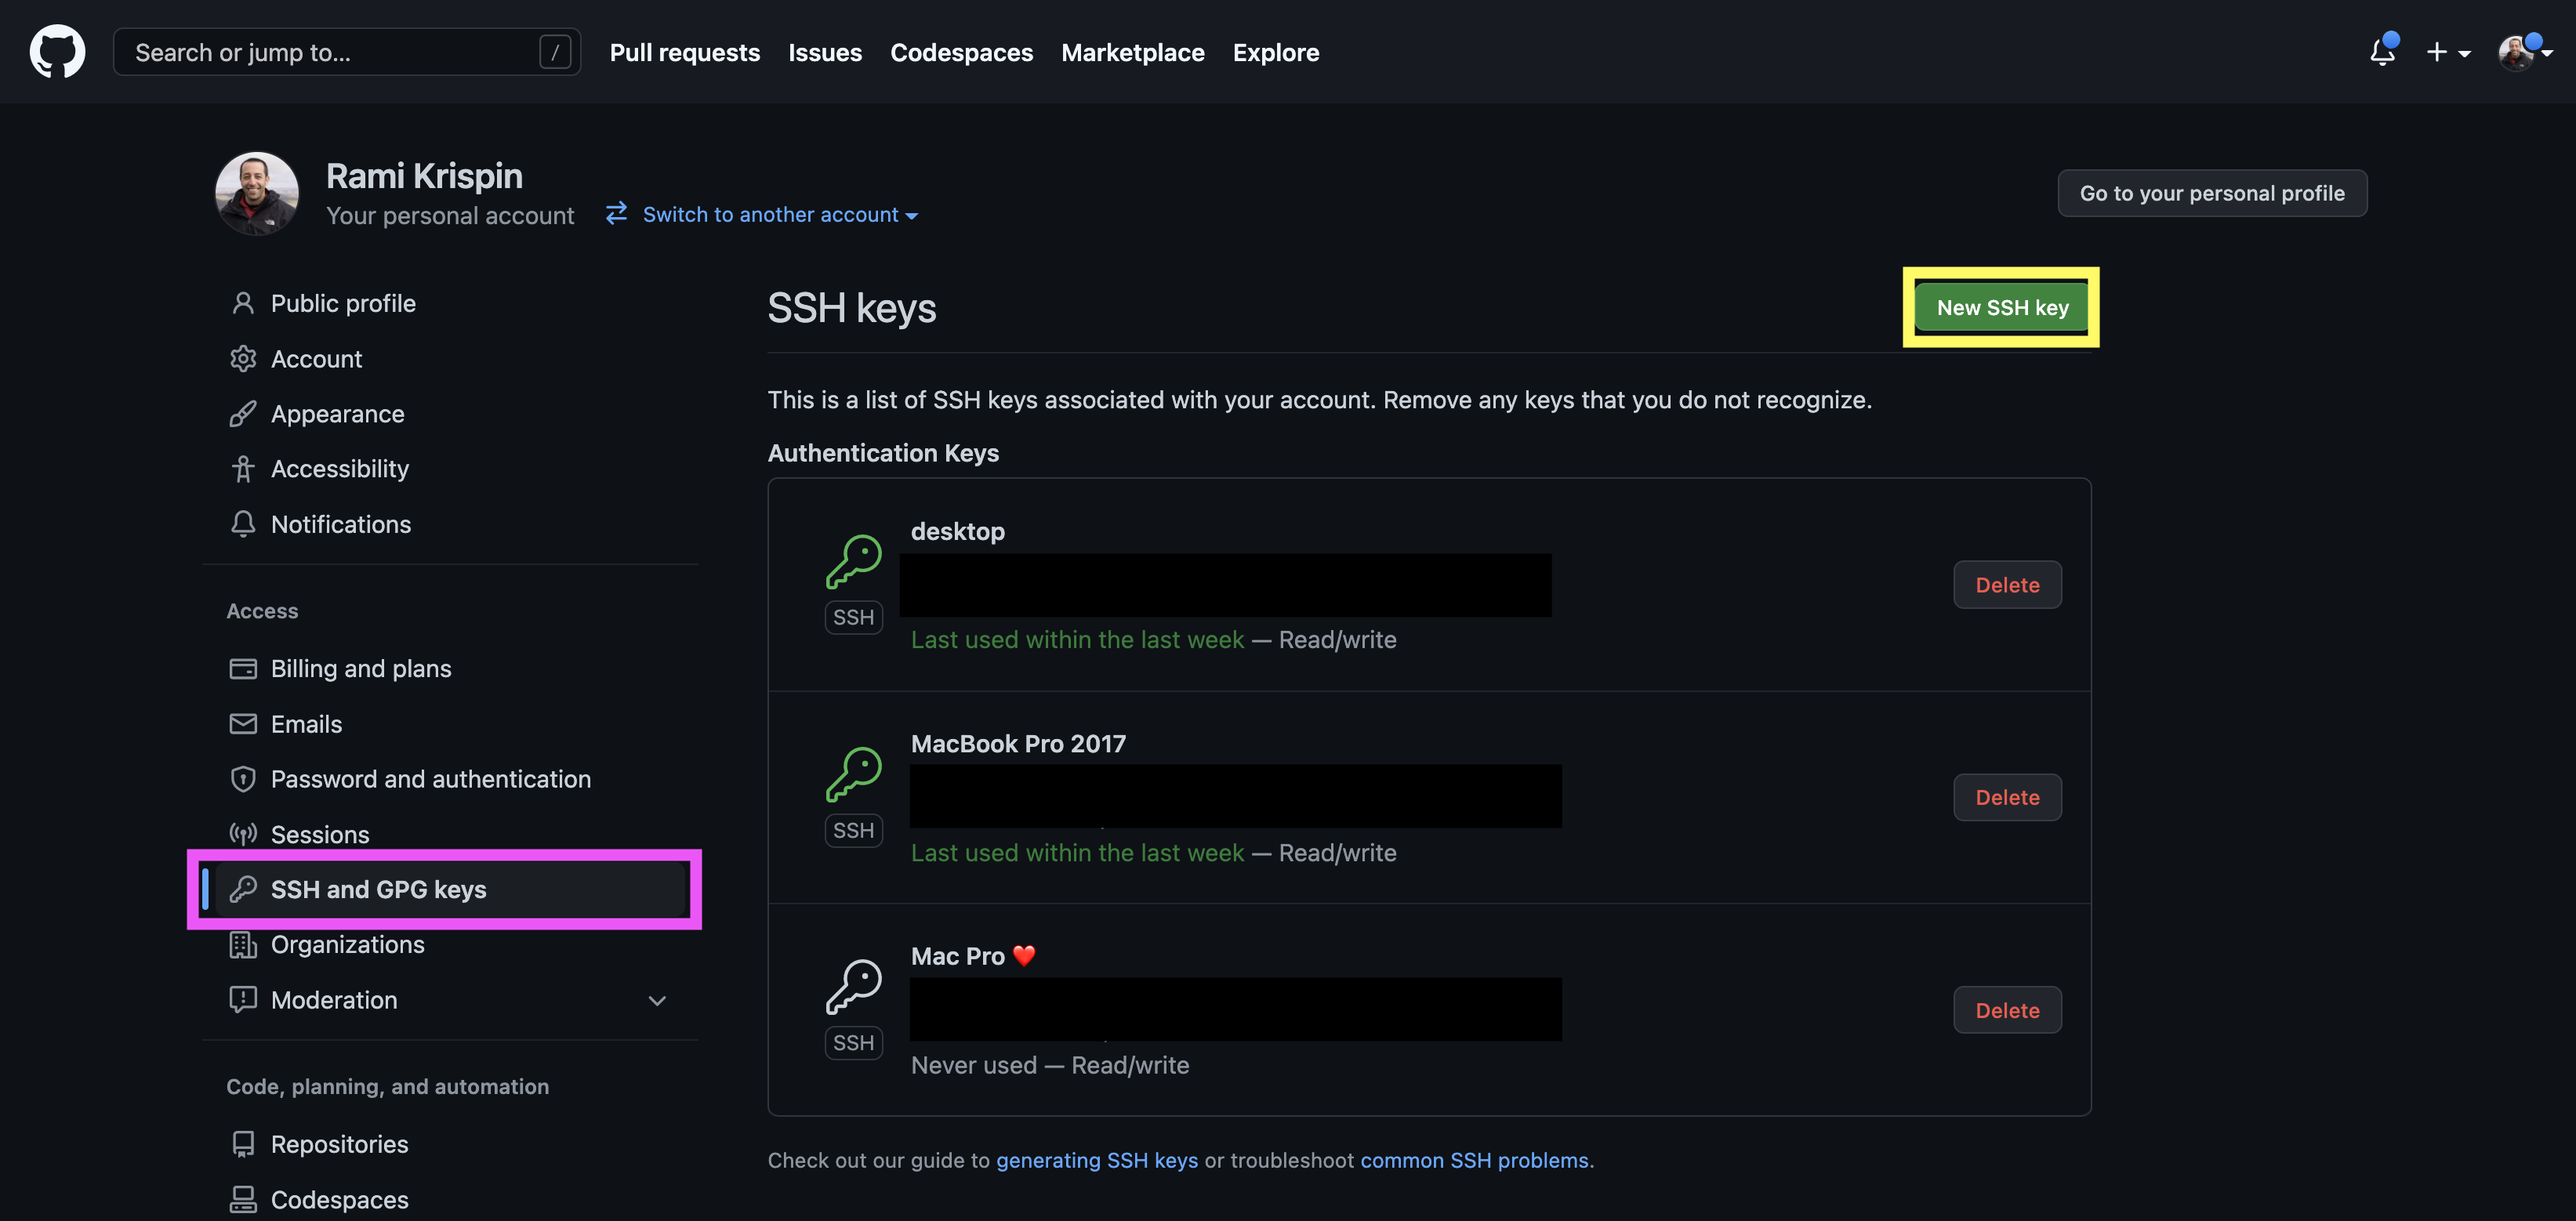 Search or jump to... /
Pull requests Issues Codespaces Marketplace Explore
Rami Krispin
Your personal account Switch to another account
Go to your personal profile
Public profile
Account
Appearance
Accessibility
Notifications
Access
Billing and plans
Emails
Password and authentication
Sessions
SSH and GPG keys
Organizations
Moderation
Code, planning, and automation
Repositories
Codespaces
SSH keys
New SSH key
This is a list of SSH keys associated with your account. Remove any keys that you do not recognize.
Authentication Keys
desktop
SSH
Last used within the last week — Read/write
Delete
MacBook Pro 2017
SSH
Last used within the last week — Read/write
Delete
Mac Pro ❤️
SSH
Never used — Read/write
Delete
Check out our guide to generating SSH keys or troubleshoot common SSH problems.